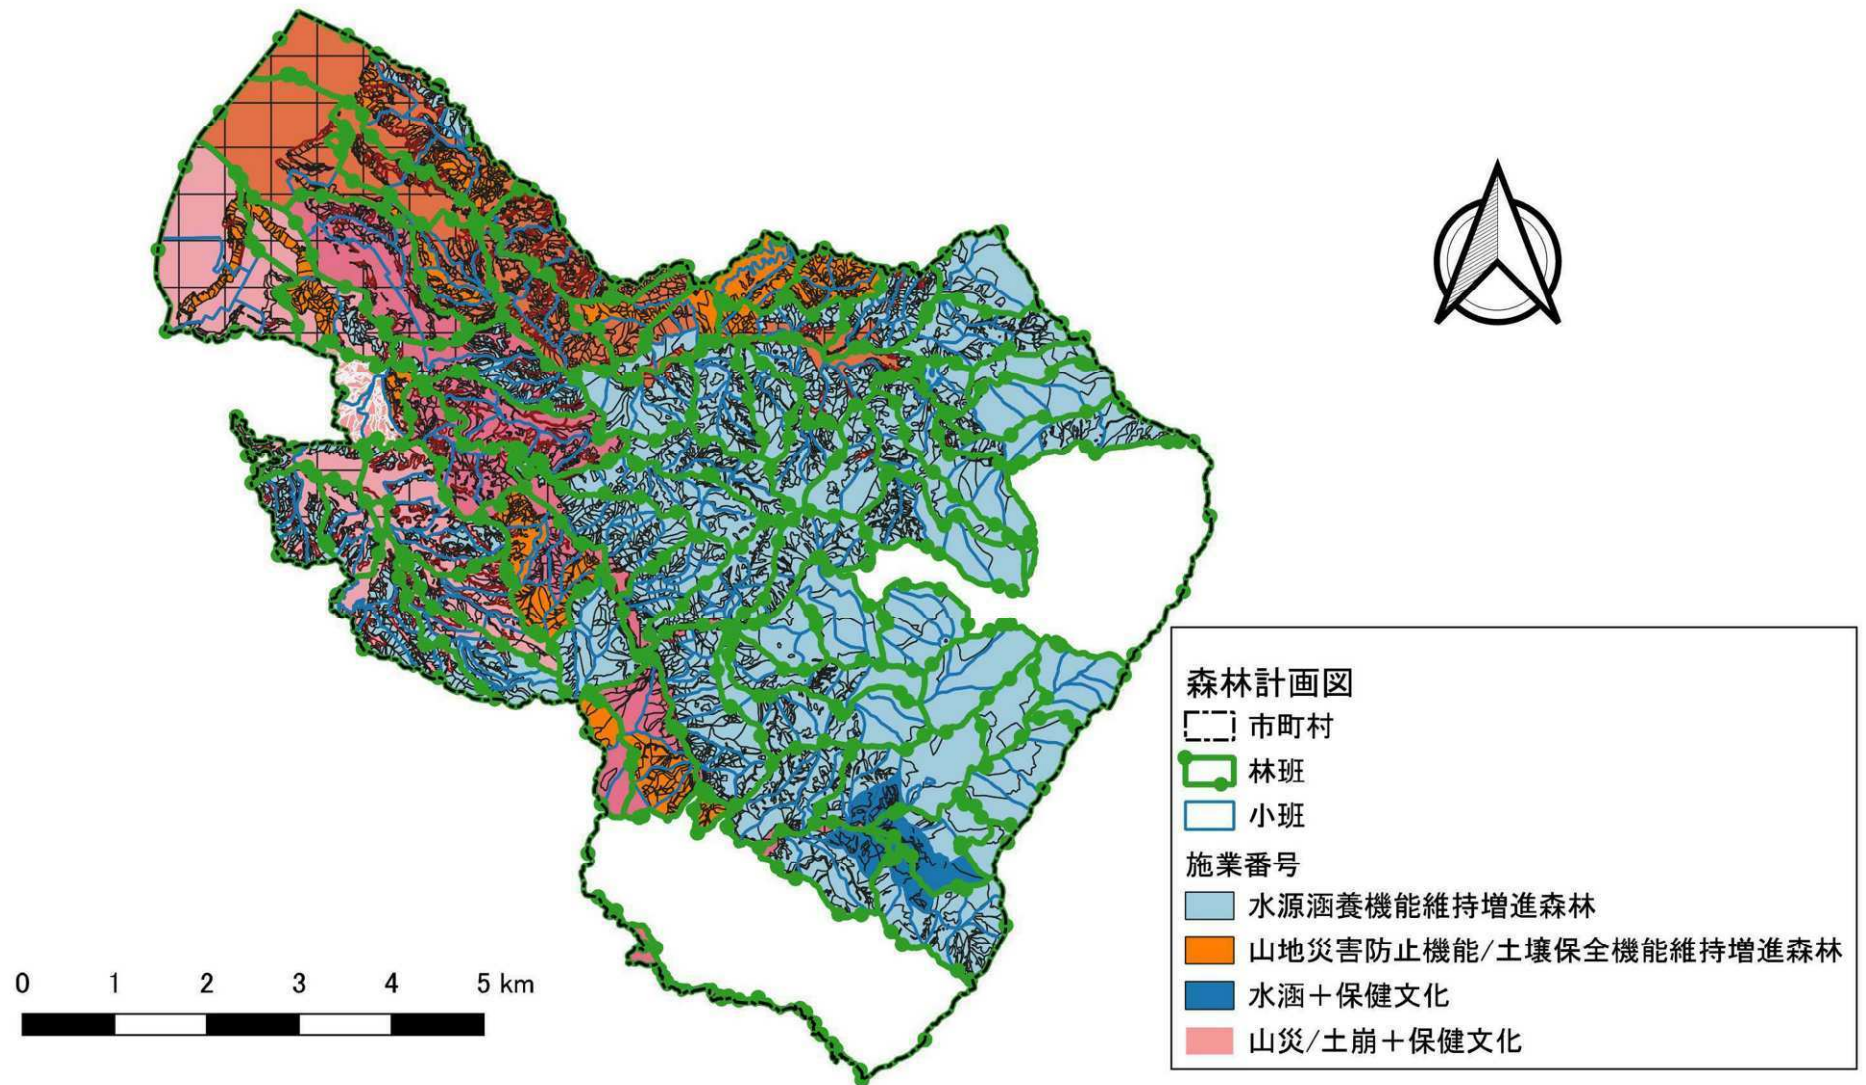 森林計画図
市町村
林班
小班
施業番号
水源涵養機能維持増進森林
山地災害防止機能/土壌保全機能維持増進森林
水涵＋保健文化
山災/土崩＋保健文化
0 1 2 3 4 5 km